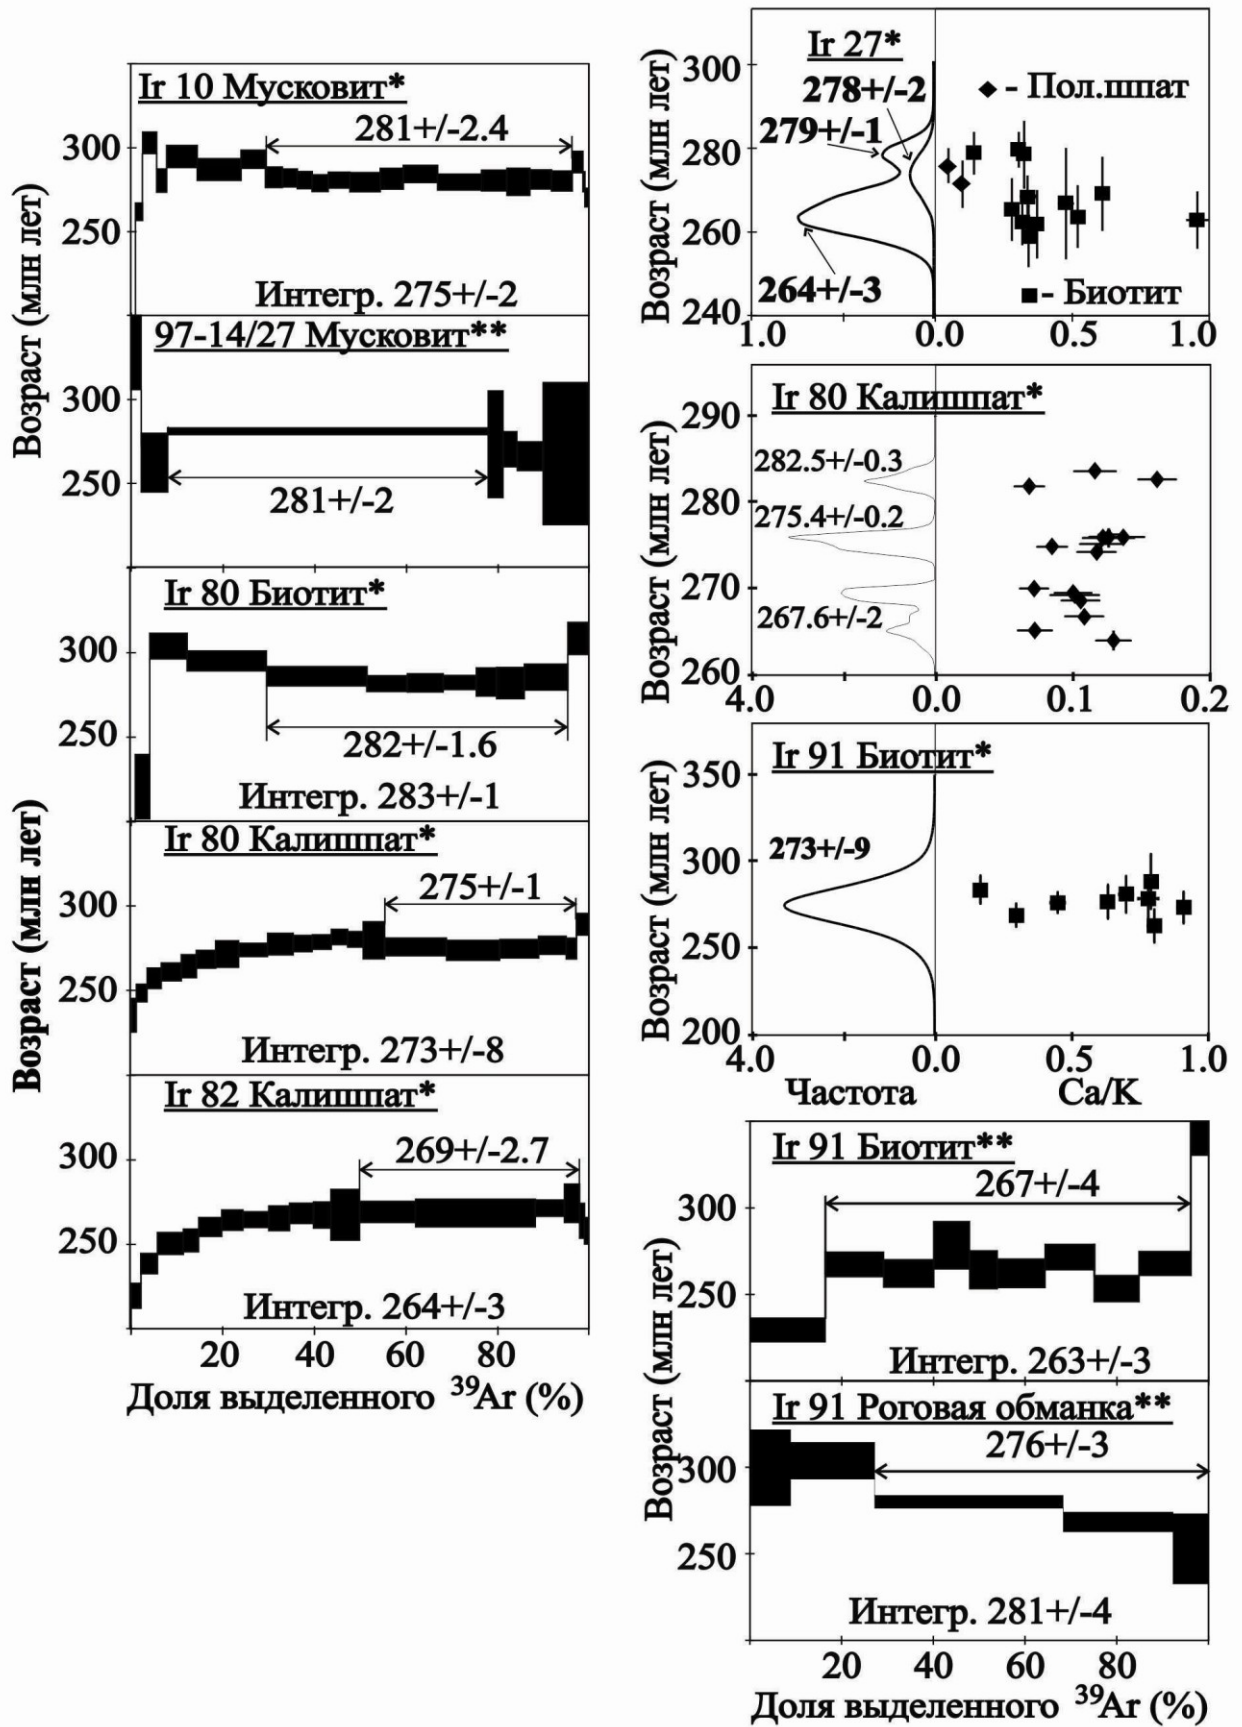 Ir 10 Мусковит*
281+/-2.4
300
250
Интегр. 275+/-2
Возраст (млн лет)
97-14/27 Мусковит**
300
250
281+/-2
Ir 80 Биотит*
300
250
282+/-1.6
Интегр. 283+/-1
Ir 80 Калишпат*
275+/-1
300
250
Интегр. 273+/-8
Возраст (млн лет)
Ir 82 Калишпат*
269+/-2.7
300
250
Интегр. 264+/-3
20 40 60 80
Доля выделенного ³⁹Ar (%)
Ir 27*
278+/-2
279+/-1
264+/-3
- Пол.шпат
- Биотит
300
280
260
240
Возраст (млн лет)
1.0 0.0 0.5 1.0
Ir 80 Калишпат*
282.5+/-0.3
275.4+/-0.2
267.6+/-2
290
280
270
260
Возраст (млн лет)
4.0 0.0 0.1 0.2
Ir 91 Биотит*
273+/-9
350
300
250
200
Возраст (млн лет)
4.0 0.0 0.5 1.0
Частота Ca/K
Ir 91 Биотит**
267+/-4
300
250
Интегр. 263+/-3
Возраст (млн лет)
Ir 91 Роговая обманка**
276+/-3
300
250
Интегр. 281+/-4
Возраст (млн лет)
20 40 60 80
Доля выделенного ³⁹Ar (%)